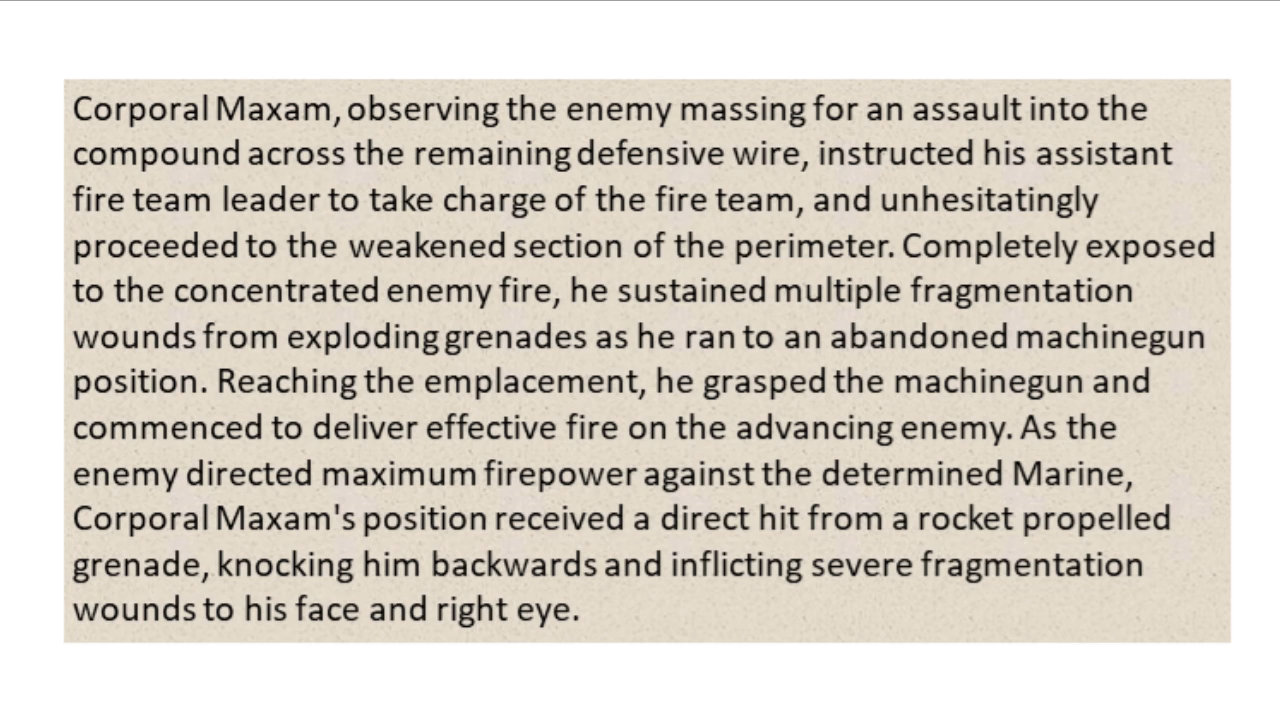 Corporal Maxam, observing the enemy massing for an assault into the
compound across the remaining defensive wire, instructed his assistant
fire team leader to take charge of the fire team, and unhesitatingly
proceeded to the weakened section of the perimeter. Completely exposed
to the concentrated enemy fire, he sustained multiple fragmentation
wounds from exploding grenades as he ran to an abandoned machinegun
position. Reaching the emplacement, he grasped the machinegun and
commenced to deliver effective fire on the advancing enemy. As the
enemy directed maximum firepower against the determined Marine,
Corporal Maxam's position received a direct hit from a rocket propelled
grenade, knocking him backwards and inflicting severe fragmentation
wounds to his face and right eye.